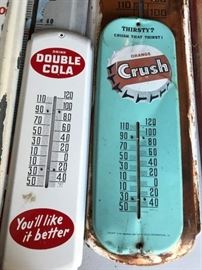 DRINK
DOUBLE
COLA
You'll like
it better
THIRSTY?
CRUSH THAT THIRST!
ORANGE
Crush
110 120
90 100
70 80
50 60
30 40
10 20
10 0
30 20
50 40
110 120
90 100
70 80
50 60
30 40
10 20
10 0
30 20
50 40